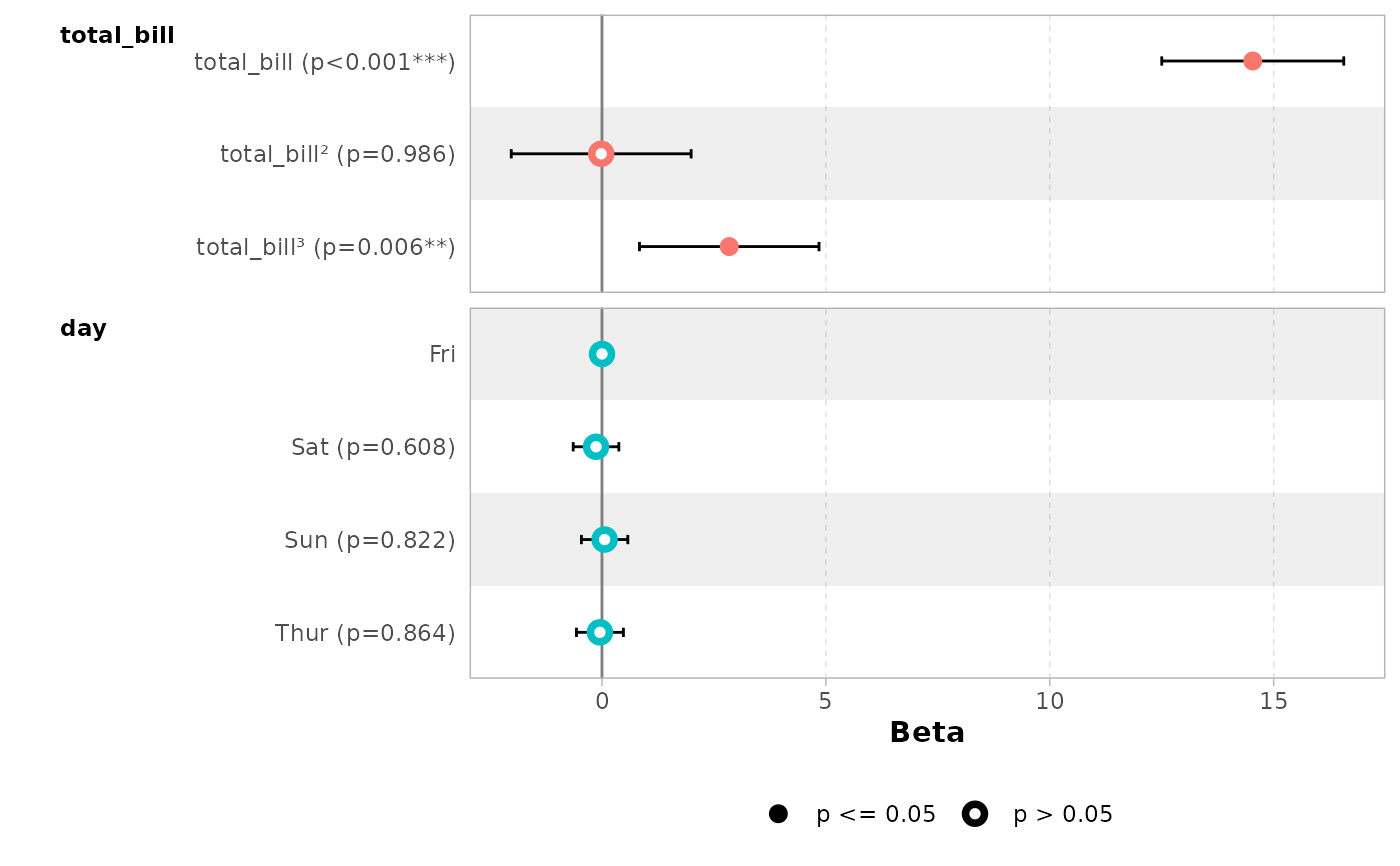 total_bill
total_bill (p<0.001***)
total_bill² (p=0.986)
total_bill³ (p=0.006**)
day
Fri
Sat (p=0.608)
Sun (p=0.822)
Thur (p=0.864)
0 5 10 15
Beta
p <= 0.05 p > 0.05